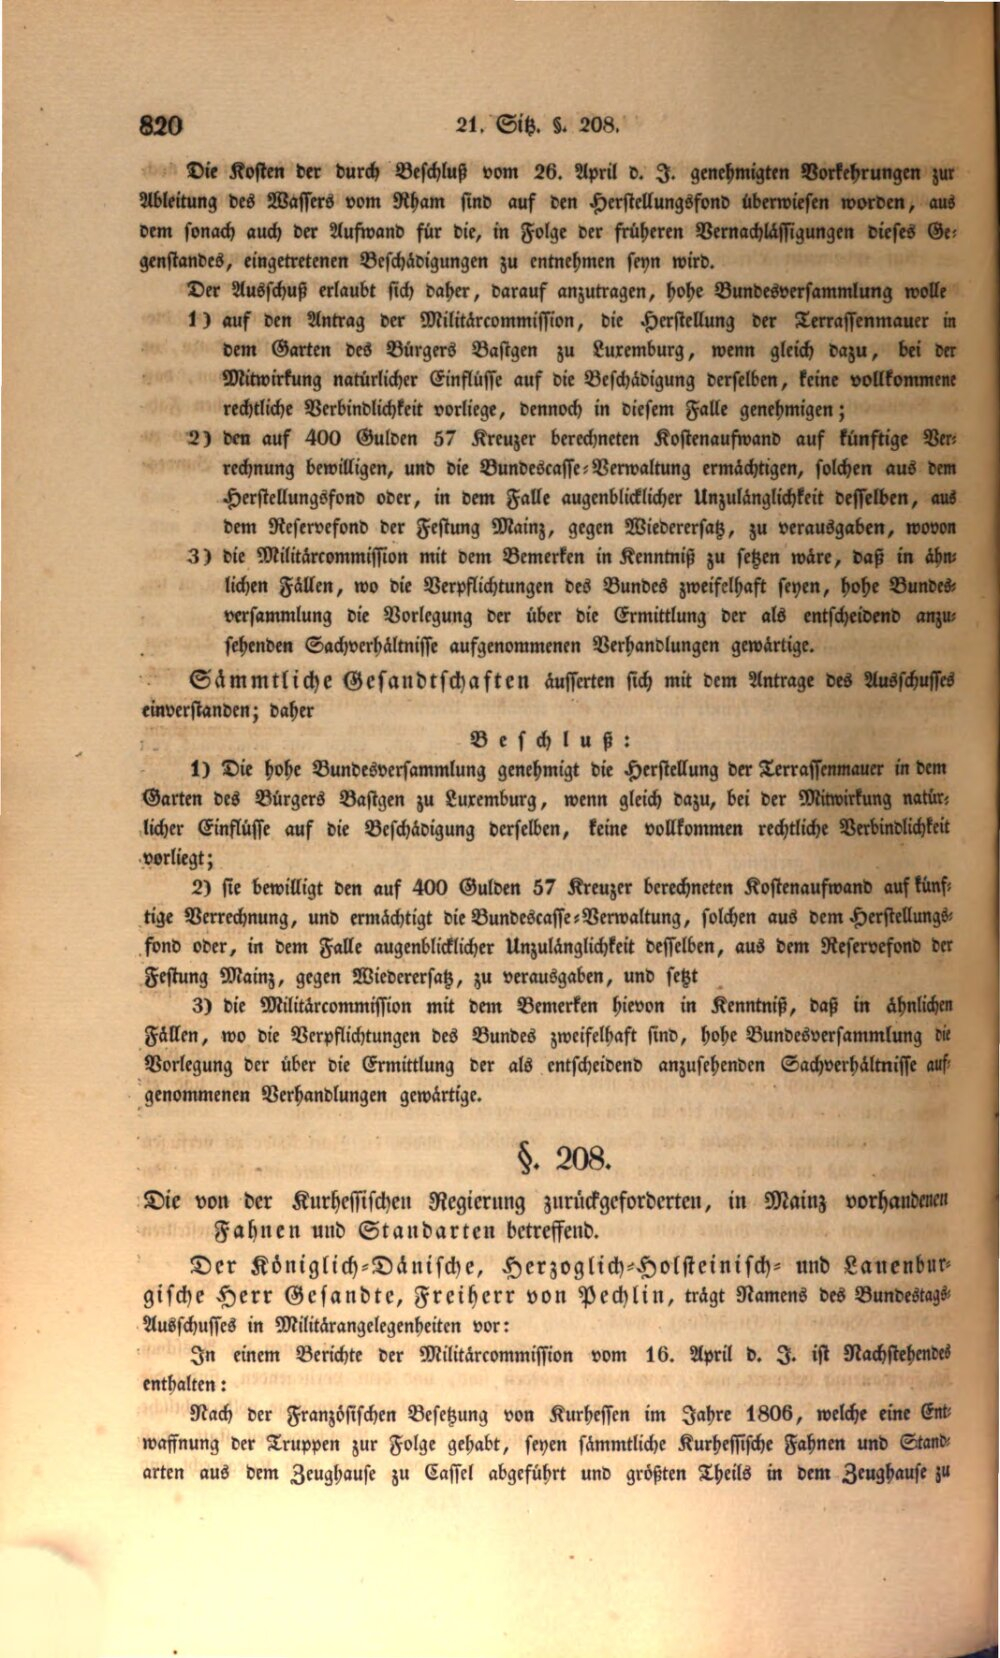 820
21. Sitz. §. 208.
Die Kosten der durch Beschluß vom 26. April d. J. genehmigten Vorkehrungen zur
Ableitung des Wassers vom Rham sind auf den Herstellungsfond überwiesen worden, aus
dem sonach auch der Aufwand für die, in Folge der früheren Vernachlässigungen dieses Ge-
genstandes, eingetretenen Beschädigungen zu entnehmen seyn wird.
Der Ausschuß erlaubt sich daher, darauf anzutragen, hohe Bundesversammlung wolle
1) auf den Antrag der Militärcommission, die Herstellung der Terrassenmauer in
dem Garten des Bürgers Bastgen zu Luxemburg, wenn gleich dazu, bei der
Mitwirkung natürlicher Einflüsse auf die Beschädigung derselben, keine vollkommene
rechtliche Verbindlichkeit vorliege, dennoch in diesem Falle genehmigen;
2) den auf 400 Gulden 57 Kreuzer berechneten Kostenaufwand auf künftige Ver-
rechnung bewilligen, und die Bundescasse-Verwaltung ermächtigen, solchen aus dem
Herstellungsfond oder, in dem Falle augenblicklicher Unzulänglichkeit desselben, aus
dem Reservefond der Festung Mainz, gegen Wiederersatz, zu verausgaben, wovon
3) die Militärcommission mit dem Bemerken in Kenntniß zu setzen wäre, daß in ähn-
lichen Fällen, wo die Verpflichtungen des Bundes zweifelhaft seyen, hohe Bundes-
versammlung die Vorlegung der über die Ermittlung der als entscheidend anzu-
sehenden Sachverhältnisse aufgenommenen Verhandlungen gewärtige.
Sämmtliche Gesandtschaften äusserten sich mit dem Antrage des Ausschusses
einverstanden; daher
Beschluß:
1) Die hohe Bundesversammlung genehmigt die Herstellung der Terrassenmauer in dem
Garten des Bürgers Bastgen zu Luxemburg, wenn gleich dazu, bei der Mitwirkung natür-
licher Einflüsse auf die Beschädigung derselben, keine vollkommen rechtliche Verbindlichkeit
vorliegt;
2) sie bewilligt den auf 400 Gulden 57 Kreuzer berechneten Kostenaufwand auf künf-
tige Verrechnung, und ermächtigt die Bundescasse-Verwaltung, solchen aus dem Herstellungs-
fond oder, in dem Falle augenblicklicher Unzulänglichkeit desselben, aus dem Reservefond der
Festung Mainz, gegen Wiederersatz, zu verausgaben, und setzt
3) die Militärcommission mit dem Bemerken hievon in Kenntniß, daß in ähnlichen
Fällen, wo die Verpflichtungen des Bundes zweifelhaft sind, hohe Bundesversammlung die
Vorlegung der über die Ermittlung der als entscheidend anzusehenden Sachverhältnisse auf-
genommenen Verhandlungen gewärtige.
§. 208.
Die von der Kurhessischen Regierung zurückgeforderten, in Mainz vorhandenen
Fahnen und Standarten betreffend.
Der Königlich-Dänische, Herzoglich-Holsteinisch- und Lauenbur-
gische Herr Gesandte, Freiherr von Pechlin, trägt Namens des Bundestags-
Ausschusses in Militärangelegenheiten vor:
In einem Berichte der Militärcommission vom 16. April d. J. ist Nachstehendes
enthalten:
Nach der Französischen Besetzung von Kurhessen im Jahre 1806, welche eine Ent-
waffnung der Truppen zur Folge gehabt, seyen sämmtliche Kurhessische Fahnen und Stand-
arten aus dem Zeughause zu Cassel abgeführt und größten Theils in dem Zeughause zu